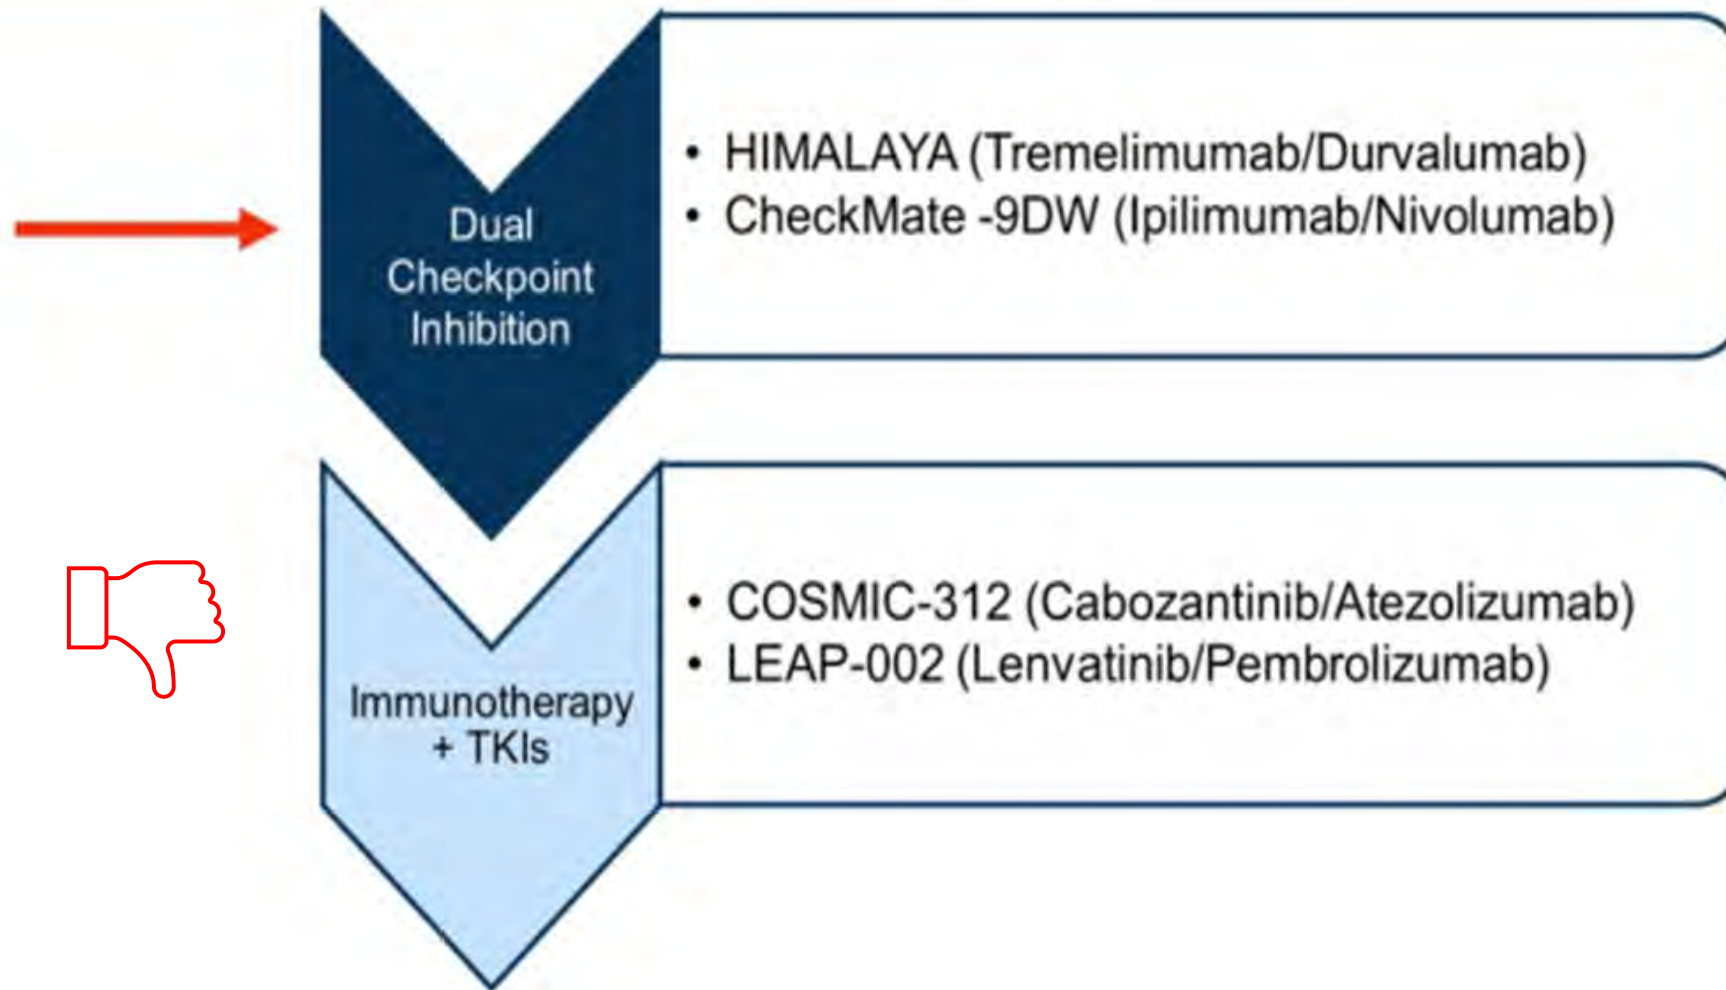 Dual
Checkpoint
Inhibition
• HIMALAYA (Tremelimumab/Durvalumab)
• CheckMate -9DW (Ipilimumab/Nivolumab)
Immunotherapy
+ TKIs
• COSMIC-312 (Cabozantinib/Atezolizumab)
• LEAP-002 (Lenvatinib/Pembrolizumab)